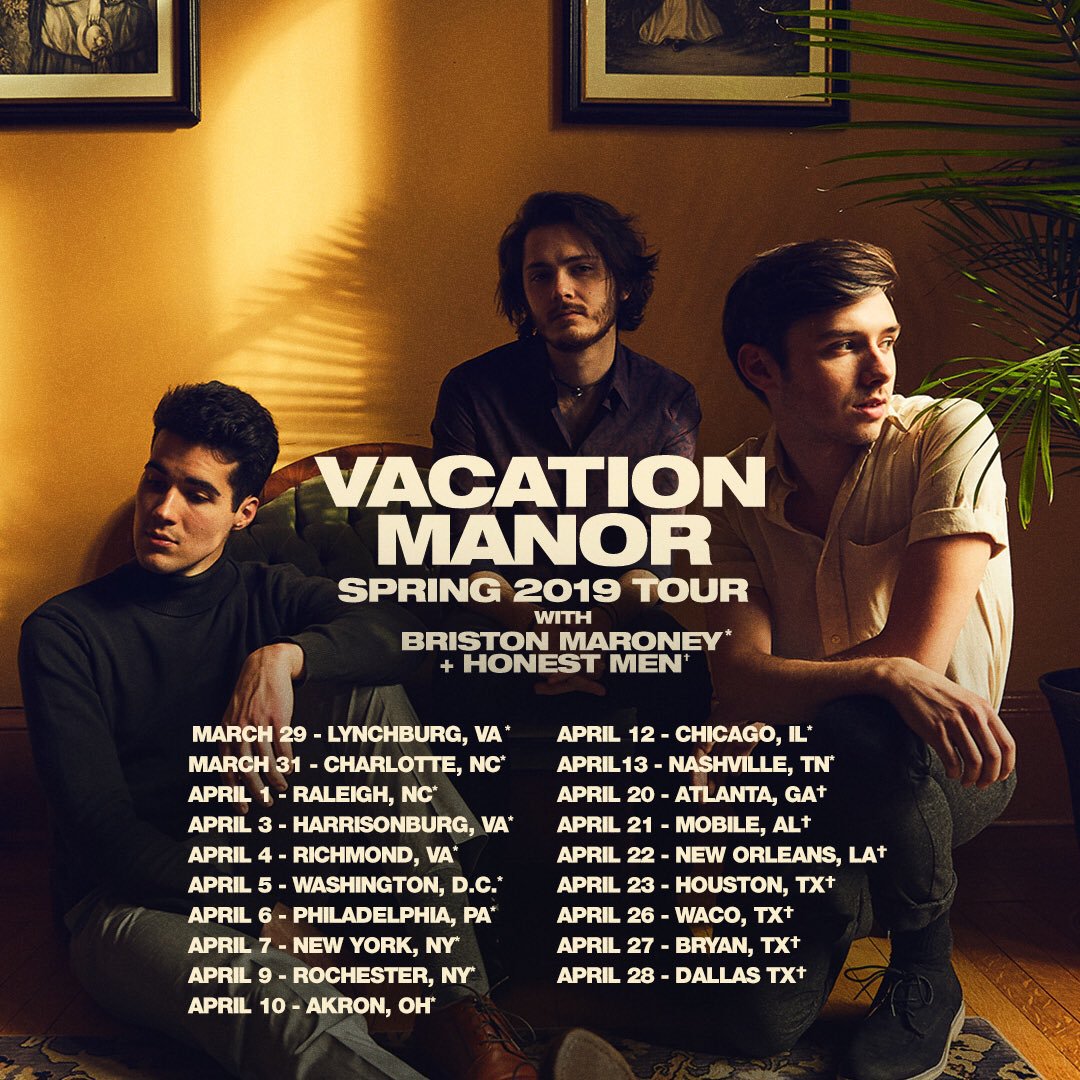 VACATION
MANOR
SPRING 2019 TOUR
WITH
BRISTON MARONEY*
+ HONEST MEN†
MARCH 29 - LYNCHBURG, VA*
MARCH 31 - CHARLOTTE, NC*
APRIL 1 - RALEIGH, NC*
APRIL 3 - HARRISONBURG, VA*
APRIL 4 - RICHMOND, VA*
APRIL 5 - WASHINGTON, D.C.*
APRIL 6 - PHILADELPHIA, PA*
APRIL 7 - NEW YORK, NY*
APRIL 9 - ROCHESTER, NY*
APRIL 10 - AKRON, OH*
APRIL 12 - CHICAGO, IL*
APRIL13 - NASHVILLE, TN*
APRIL 20 - ATLANTA, GA†
APRIL 21 - MOBILE, AL†
APRIL 22 - NEW ORLEANS, LA†
APRIL 23 - HOUSTON, TX†
APRIL 26 - WACO, TX†
APRIL 27 - BRYAN, TX†
APRIL 28 - DALLAS TX†